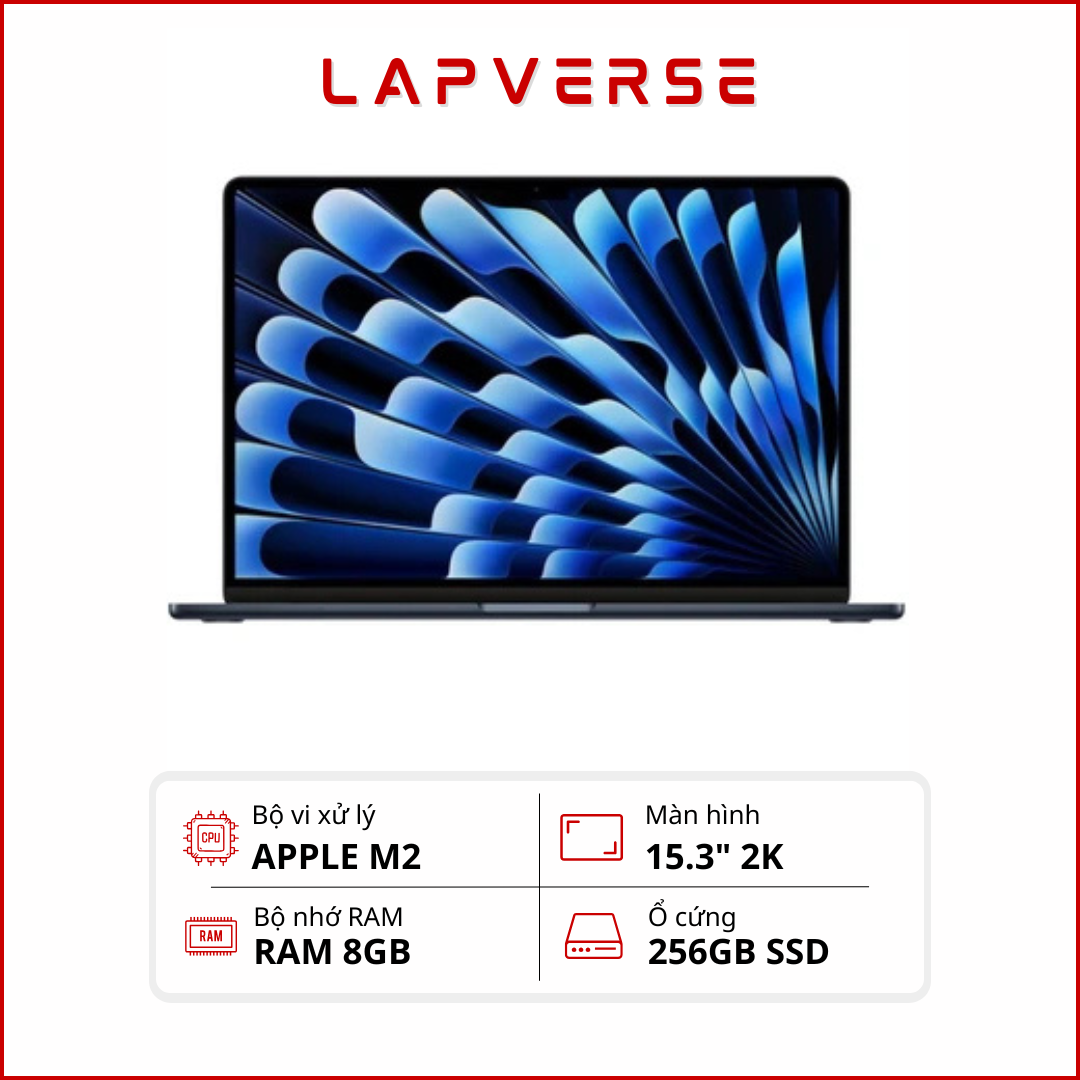 LAPVERSE
CPU
Bộ vi xử lý
APPLE M2
Màn hình
15.3" 2K
RAM
Bộ nhớ RAM
RAM 8GB
Ổ cứng
256GB SSD